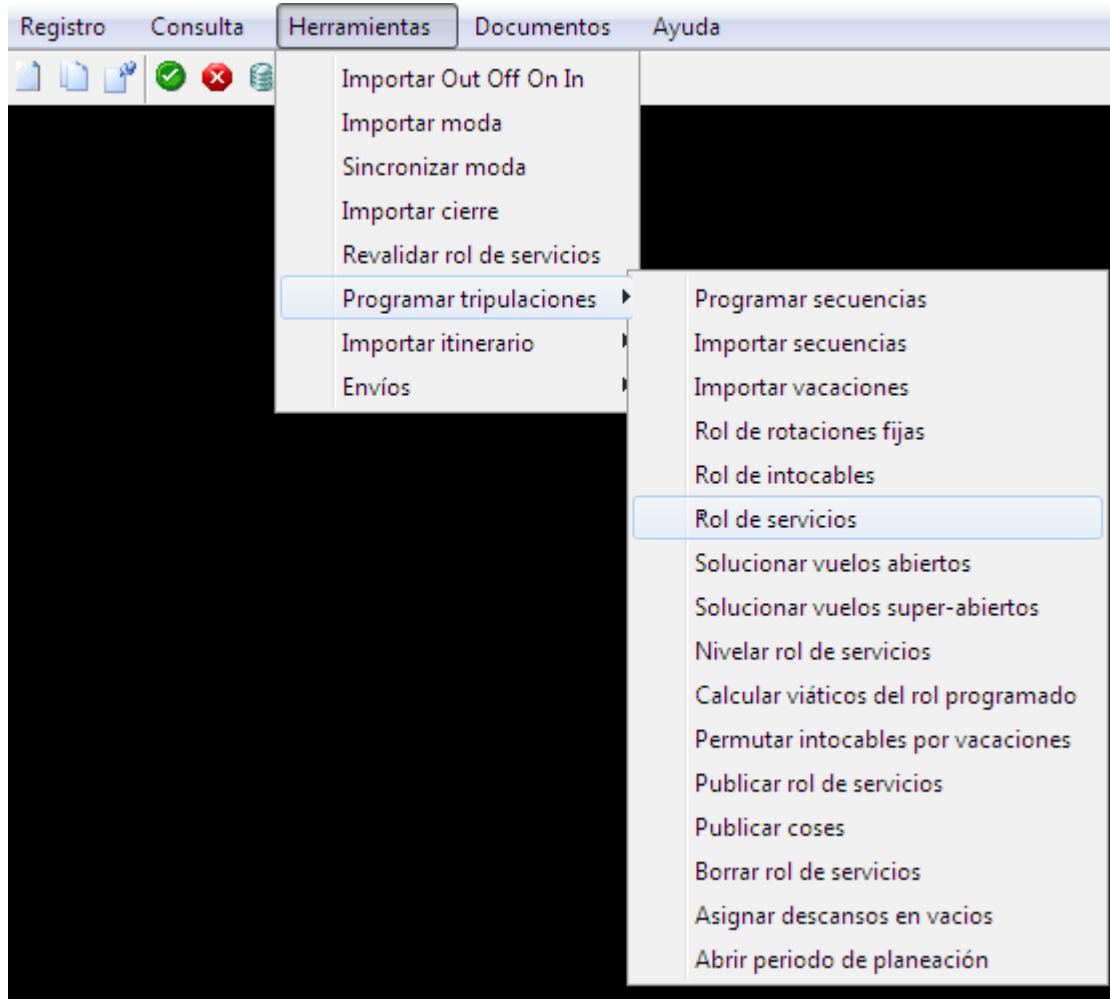 Registro Consulta Herramientas Documentos Ayuda
Importar Out Off On In
Importar moda
Sincronizar moda
Importar cierre
Revalidar rol de servicios
Programar tripulaciones
Importar itinerario
Envíos
Programar secuencias
Importar secuencias
Importar vacaciones
Rol de rotaciones fijas
Rol de intocables
Rol de servicios
Solucionar vuelos abiertos
Solucionar vuelos super-abiertos
Nivelar rol de servicios
Calcular viáticos del rol programado
Permutar intocables por vacaciones
Publicar rol de servicios
Publicar coses
Borrar rol de servicios
Asignar descansos en vacios
Abrir periodo de planeación